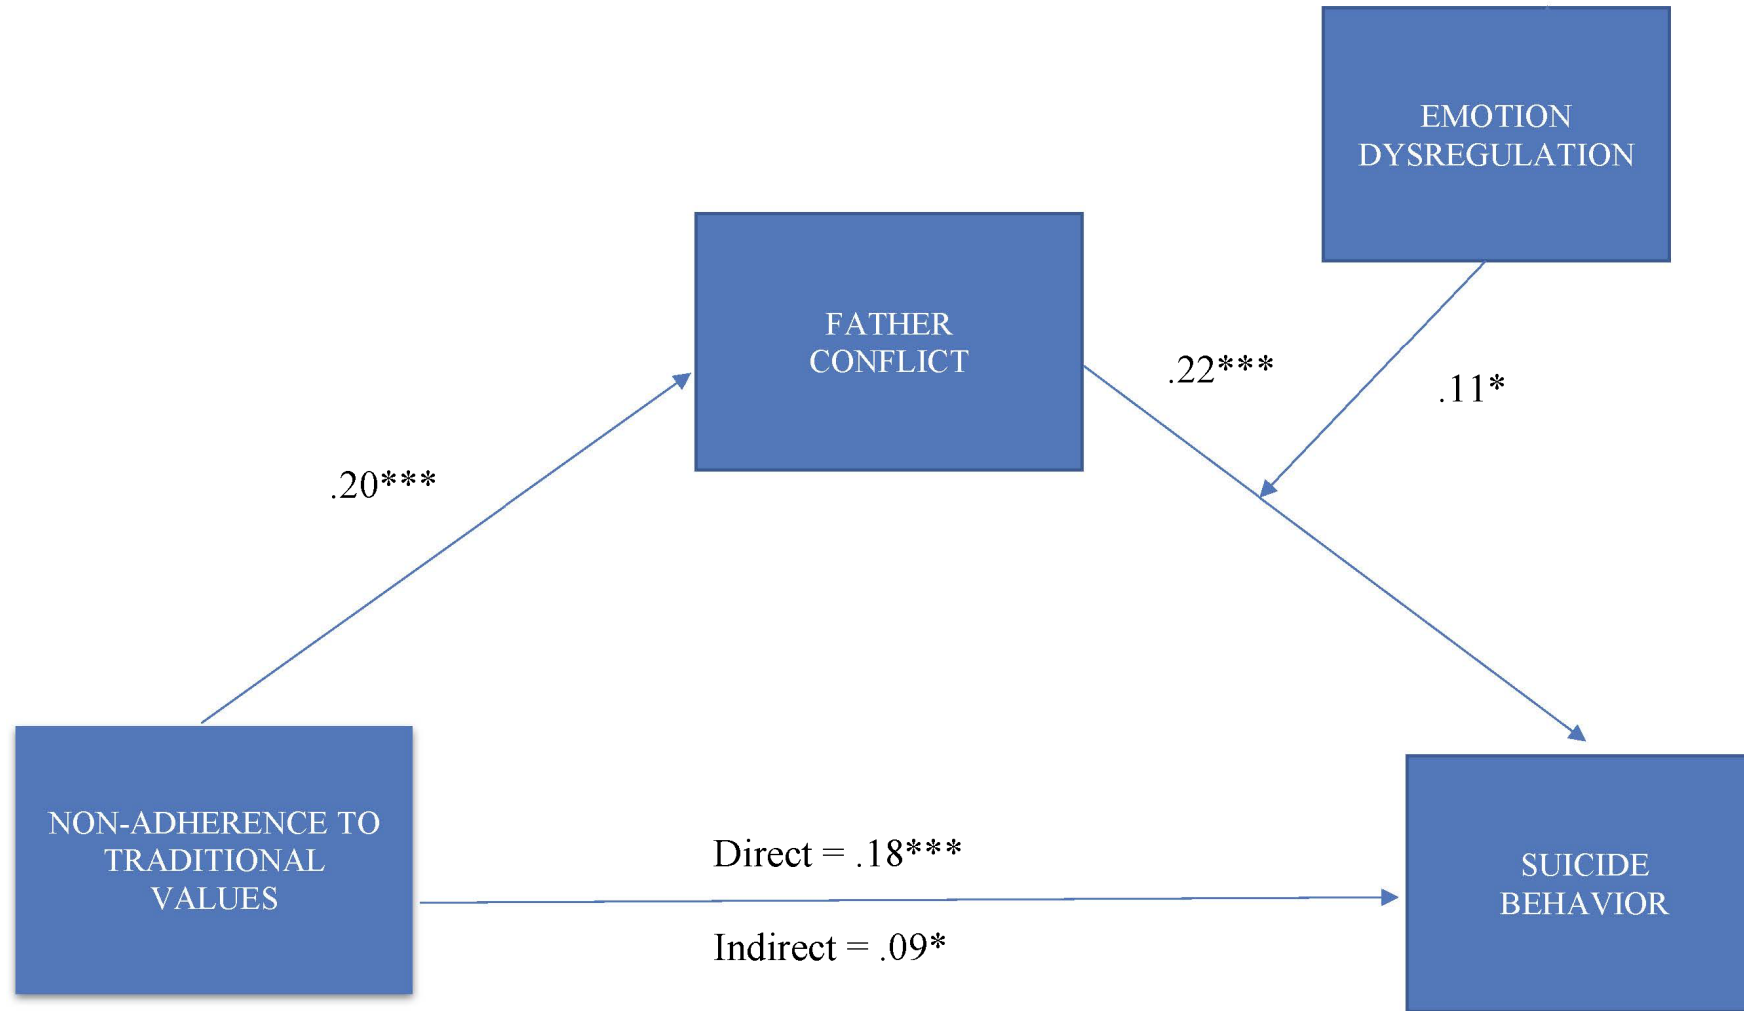 EMOTION
DYSREGULATION
FATHER
CONFLICT
.22***
.11*
.20***
NON-ADHERENCE TO
TRADITIONAL
VALUES
Direct = .18***
Indirect = .09*
SUICIDE
BEHAVIOR